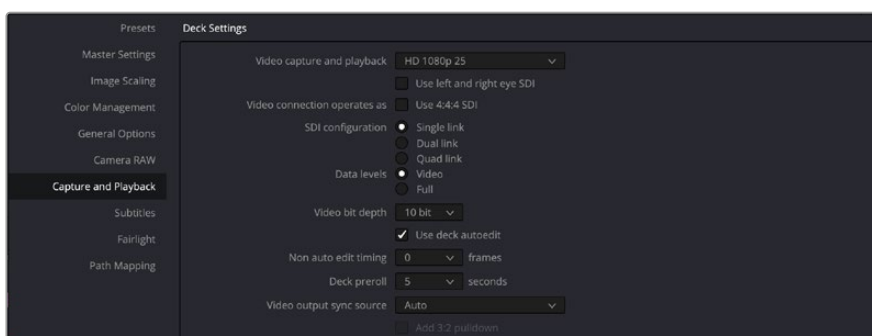 Presets
Master Settings
Image Scaling
Color Management
General Options
Camera RAW
Capture and Playback
Subtitles
Fairlight
Path Mapping
Deck Settings
Video capture and playback HD 1080p 25
Use left and right eye SDI
Video connection operates as Use 4:4:4 SDI
SDI configuration Single link
Dual link
Quad link
Data levels Video
Full
Video bit depth 10 bit
Use deck autoedit
Non auto edit timing 0 frames
Deck preroll 5 seconds
Video output sync source Auto
Add 3:2 pulldown